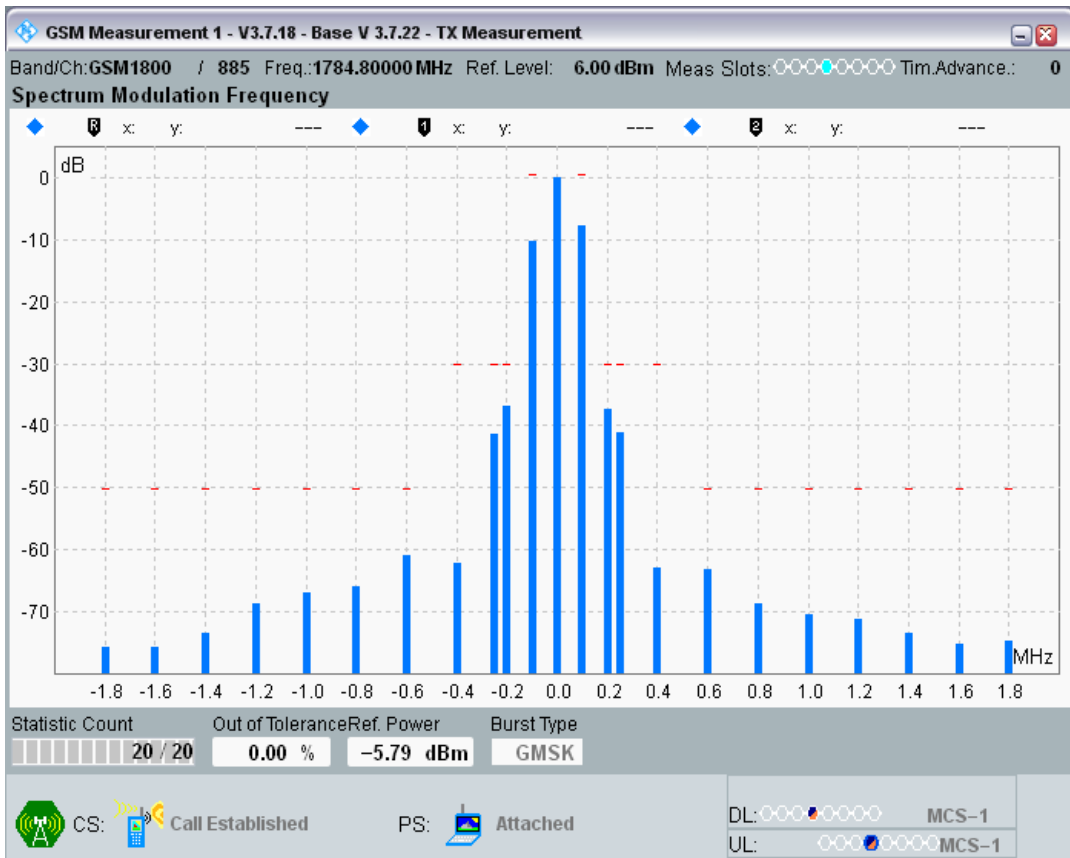 GSM Measurement 1 - V3.7.18 - Base V 3.7.22 - TX Measurement
Band/Ch:GSM1800 / 885 Freq.:1784.80000 MHz Ref. Level: 6.00 dBm Meas Slots: Tim.Advance.: 0
Spectrum Modulation Frequency
R x: y: --- 1 x: y: --- 2 x: y: ---
dB
0
-10
-20
-30
-40
-50
-60
-70
MHz
-1.8 -1.6 -1.4 -1.2 -1.0 -0.8 -0.6 -0.4 -0.2 0.0 0.2 0.4 0.6 0.8 1.0 1.2 1.4 1.6 1.8
Statistic Count Out of Tolerance Ref. Power Burst Type
20 / 20 0.00 % −5.79 dBm GMSK
CS: Call Established PS: Attached
DL: MCS−1
UL: MCS−1